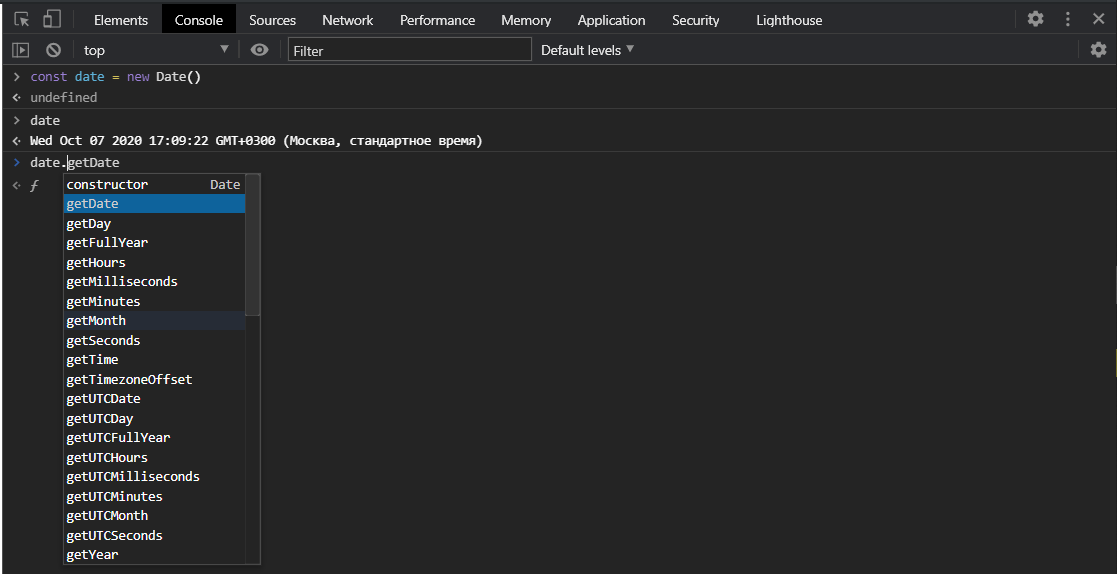 Elements Console Sources Network Performance Memory Application Security Lighthouse
top Filter Default levels
const date = new Date()
undefined
date
Wed Oct 07 2020 17:09:22 GMT+0300 (Москва, стандартное время)
date.getDate
ƒ
constructor Date
getDate
getDay
getFullYear
getHours
getMilliseconds
getMinutes
getMonth
getSeconds
getTime
getTimezoneOffset
getUTCDate
getUTCDay
getUTCFullYear
getUTCHours
getUTCMilliseconds
getUTCMinutes
getUTCMonth
getUTCSeconds
getYear